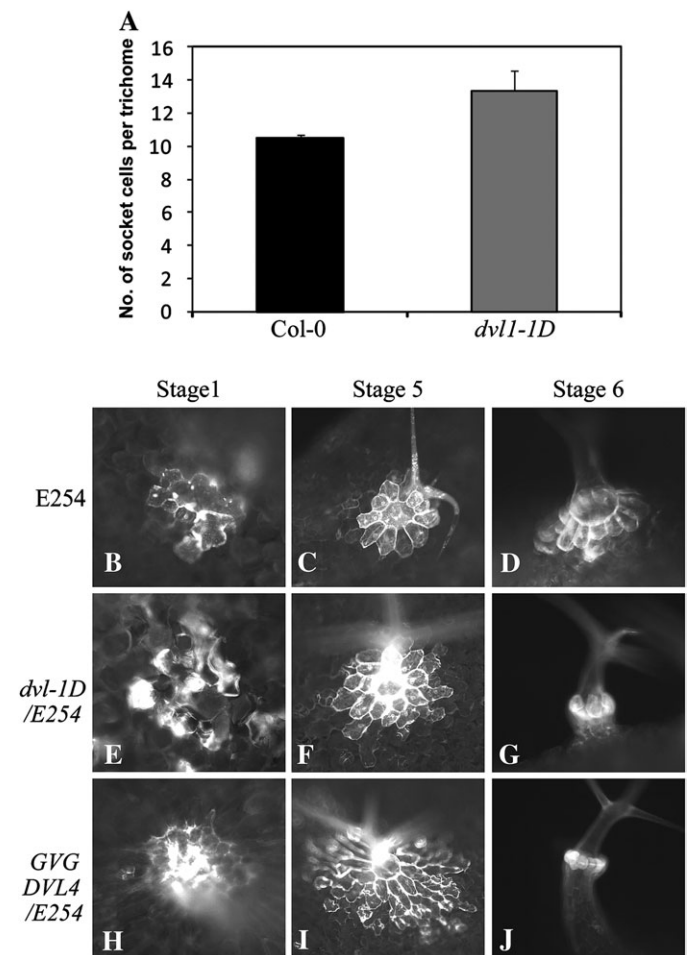 A
No. of socket cells per trichome
16
14
12
10
8
6
4
2
0
Col-0
dvl1-1D
Stage1
Stage 5
Stage 6
E254
B
C
D
dvl-1D
/E254
E
F
G
GVG
DVL4
/E254
H
I
J